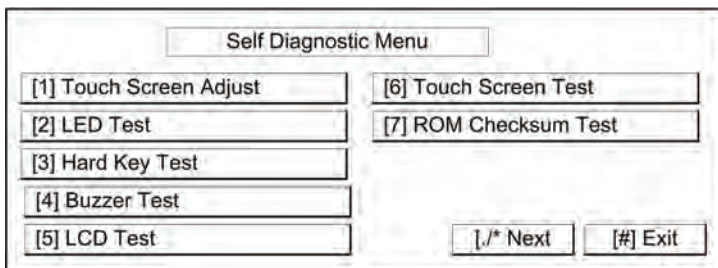 Self Diagnostic Menu
[1] Touch Screen Adjust
[2] LED Test
[3] Hard Key Test
[4] Buzzer Test
[5] LCD Test
[6] Touch Screen Test
[7] ROM Checksum Test
[./* Next
[#] Exit